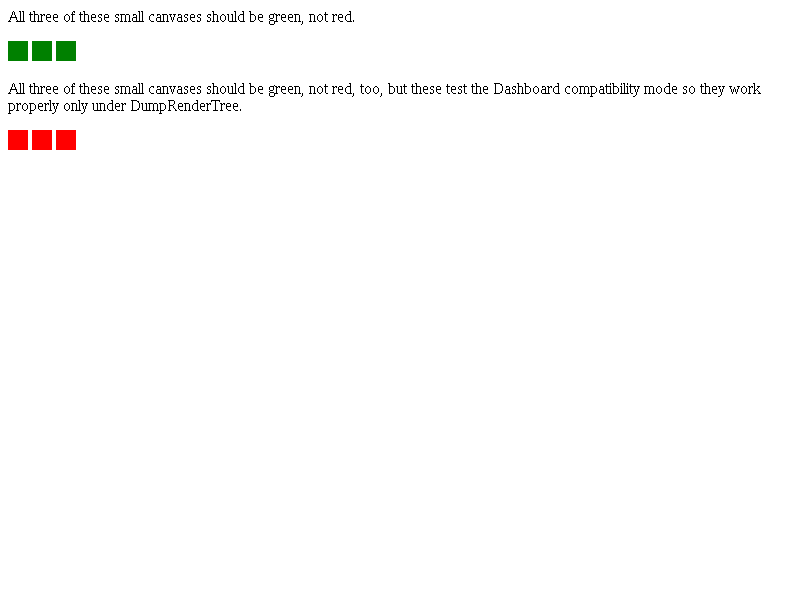 All three of these small canvases should be green, not red.
All three of these small canvases should be green, not red, too, but these test the Dashboard compatibility mode so they work
properly only under DumpRenderTree.